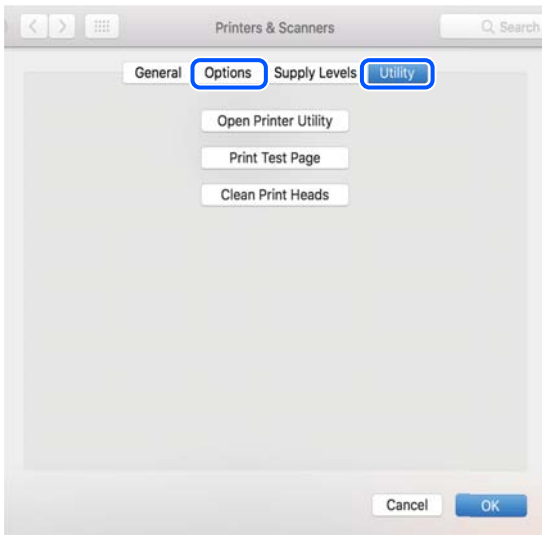 Printers & Scanners Search
General Options Supply Levels Utility
Open Printer Utility
Print Test Page
Clean Print Heads
Cancel OK